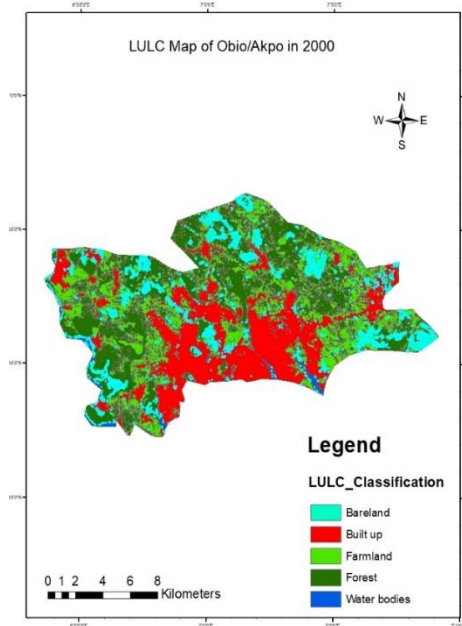 LULC Map of Obio/Akpo in 2000
N
W E
S
Legend
LULC_Classification
Bareland
Built up
Farmland
Forest
Water bodies
0 1 2 4 6 8
Kilometers